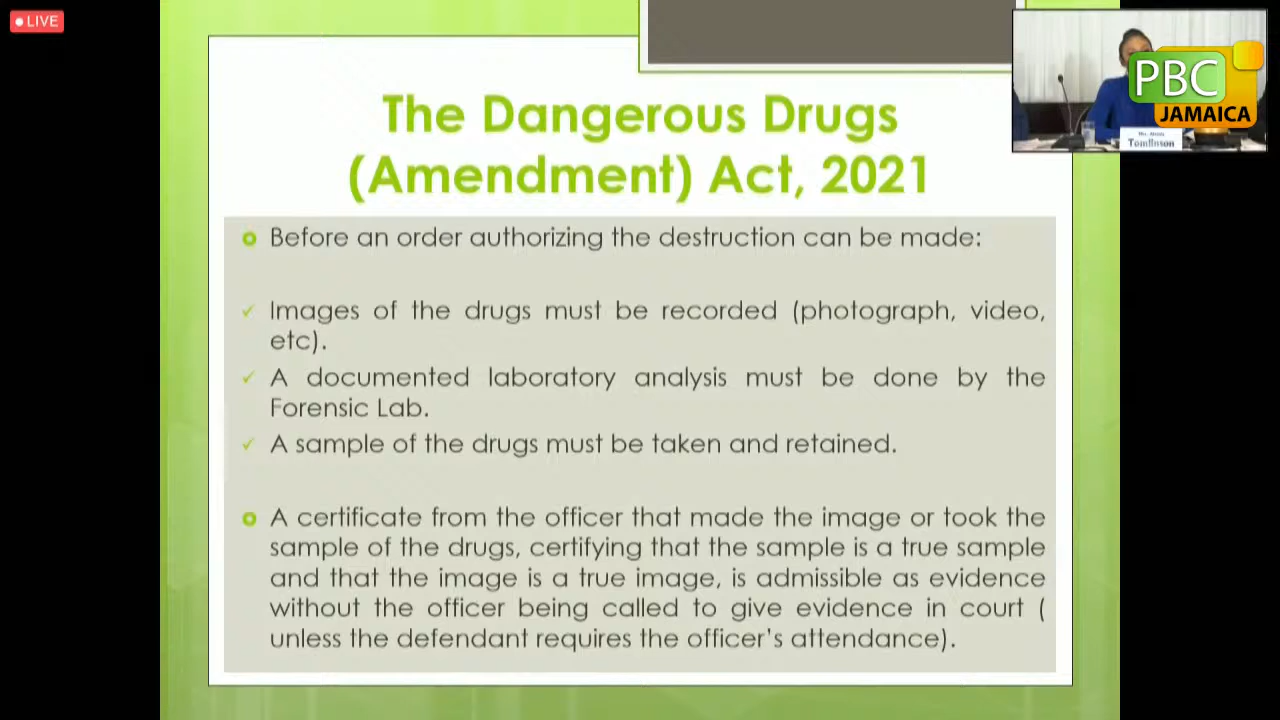 LIVE
PBC
JAMAICA
Tomlinson
The Dangerous Drugs
(Amendment) Act, 2021
Before an order authorizing the destruction can be made:
Images of the drugs must be recorded (photograph, video,
etc).
A documented laboratory analysis must be done by the
Forensic Lab.
A sample of the drugs must be taken and retained.
A certificate from the officer that made the image or took the
sample of the drugs, certifying that the sample is a true sample
and that the image is a true image, is admissible as evidence
without the officer being called to give evidence in court (
unless the defendant requires the officer's attendance).